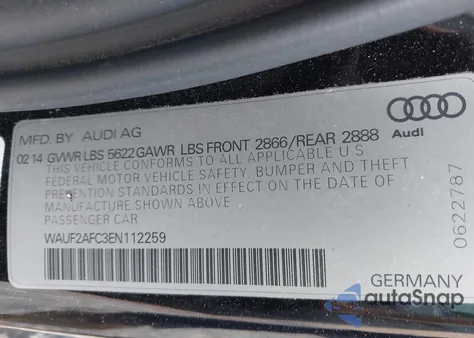 MFD. BY AUDI AG
02 14 GVWR LBS 5622 GAWR LBS FRONT 2866/REAR 2888
THIS VEHICLE CONFORMS TO ALL APPLICABLE U S
FEDERAL MOTOR VEHICLE SAFETY, BUMPER AND THEFT
PREVENTION STANDARDS IN EFFECT ON THE DATE OF
MANUFACTURE SHOWN ABOVE.
PASSENGER CAR
WAUF2AFC3EN112259
Audi
0622787
GERMANY
autoSnap